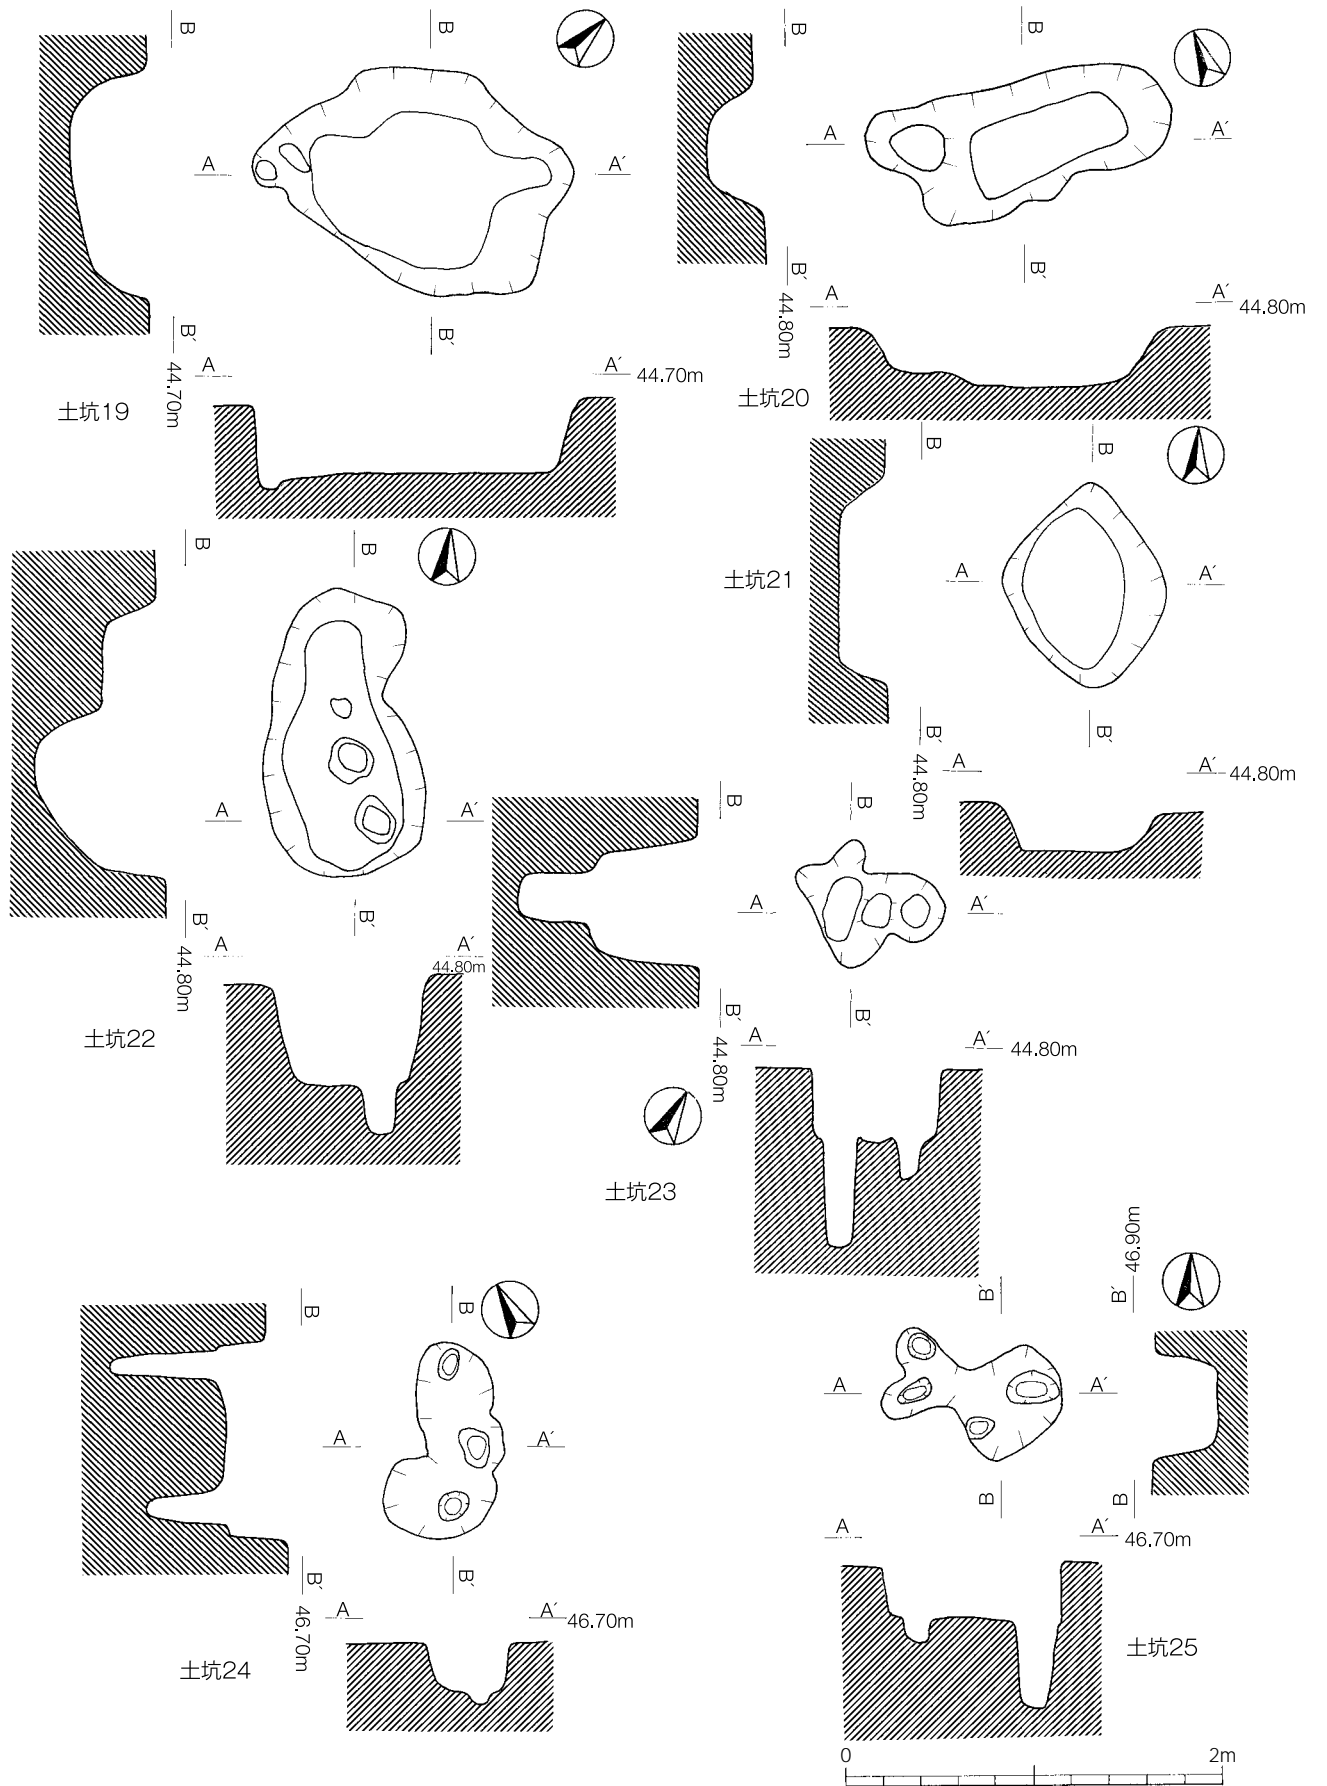 B
B
A
A′
B′
B′
44.70m
A
A′ 44.70m
土坑19
B
B
A
A′
B′
B′
44.80m
A
A′ 44.80m
土坑20
B
B
A
A′
B′
B′
44.80m
A
A′ 44.80m
土坑21
B
B
A
A′
B′
B′
44.80m
A
A′
44.80m
土坑22
B
B
A
A′
B′
B′
44.80m
A
A′ 44.80m
土坑23
B
B
A
A′
B′
B′
46.70m
A
A′ 46.70m
土坑24
46.90m
B′
B′
A
A′
B
B
A
A′ 46.70m
土坑25
0
2m